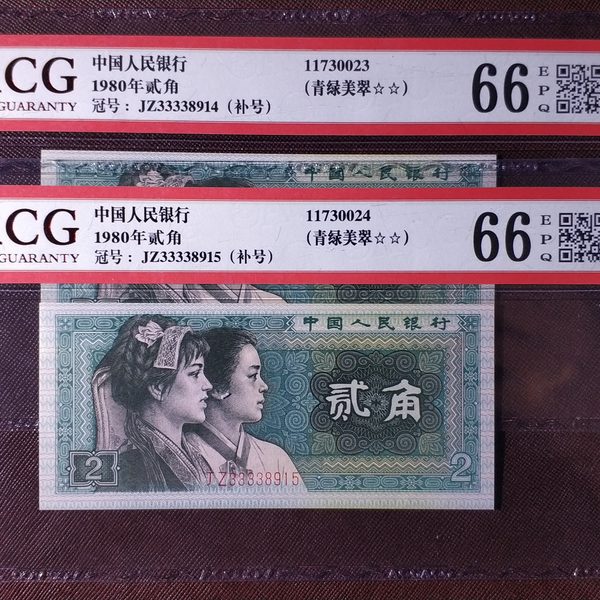 CG
GUARANTY
中国人民银行
1980年贰角
冠号：JZ33338914（补号）
11730023
（青绿美翠☆☆）
66
EPQ
中国人民银行
CG
GUARANTY
中国人民银行
1980年贰角
冠号：JZ33338915（补号）
11730024
（青绿美翠☆☆）
66
EPQ
中国人民银行
贰角
2
JZ33338915
2